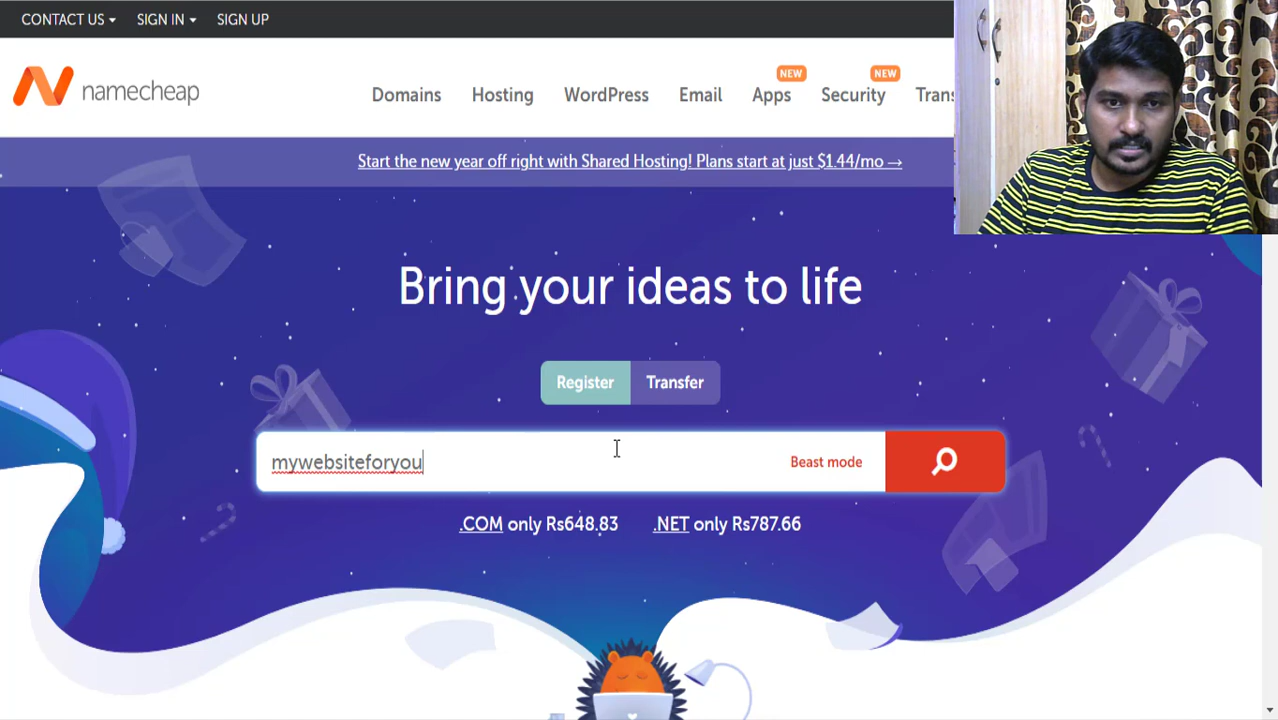 CONTACT US SIGN IN SIGN UP
namecheap
Domains Hosting WordPress Email Apps NEW Security NEW Tran
Start the new year off right with Shared Hosting! Plans start at just $1.44/mo →
Bring your ideas to life
Register Transfer
mywebsiteforyou Beast mode
.COM only Rs648.83 .NET only Rs787.66